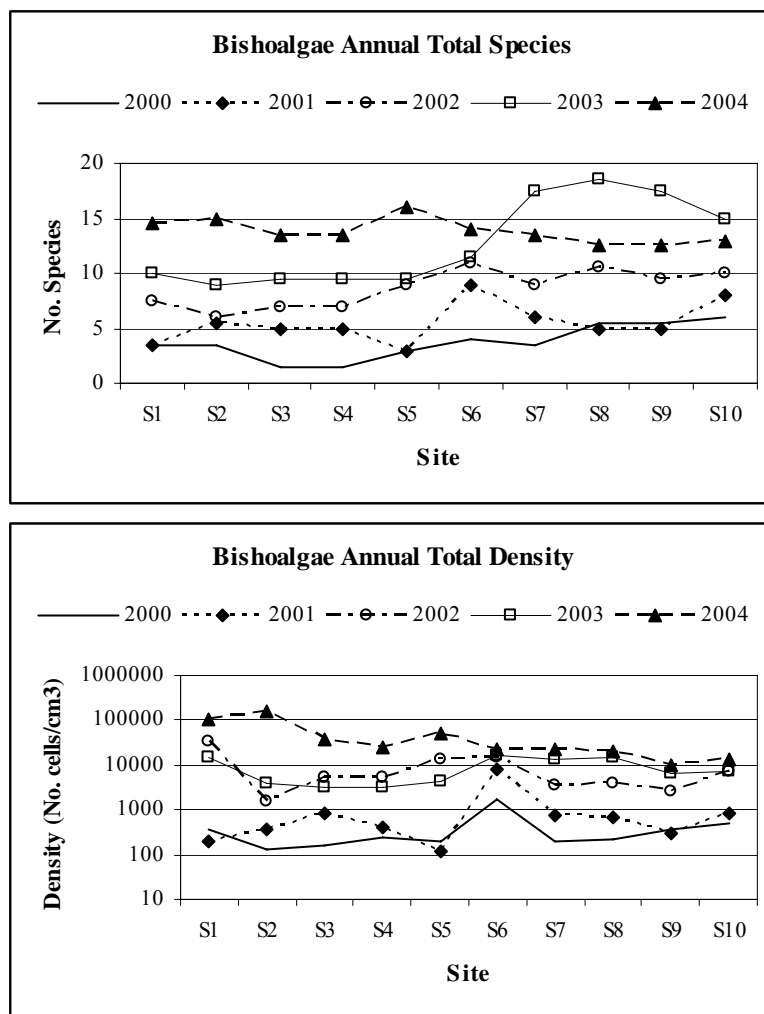 Bishoalgae Annual Total Species
2000 2001 2002 2003 2004
No. Species
20
15
10
5
0
S1 S2 S3 S4 S5 S6 S7 S8 S9 S10
Site
Bishoalgae Annual Total Density
2000 2001 2002 2003 2004
Density (No. cells/cm3)
1000000
100000
10000
1000
100
10
S1 S2 S3 S4 S5 S6 S7 S8 S9 S10
Site